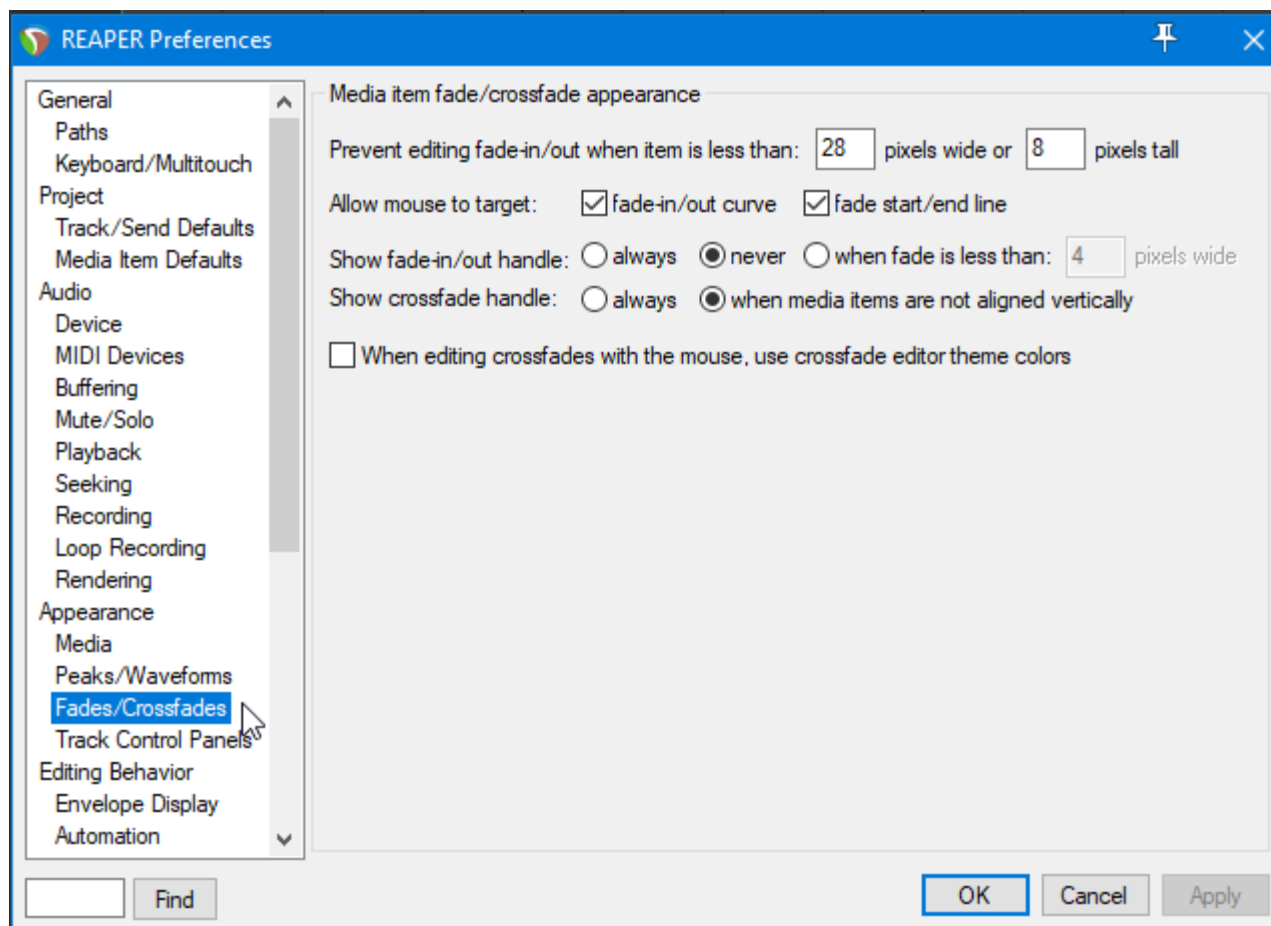 REAPER Preferences
General
Paths
Keyboard/Multitouch
Project
Track/Send Defaults
Media Item Defaults
Audio
Device
MIDI Devices
Buffering
Mute/Solo
Playback
Seeking
Recording
Loop Recording
Rendering
Appearance
Media
Peaks/Waveforms
Fades/Crossfades
Track Control Panels
Editing Behavior
Envelope Display
Automation
Find
Media item fade/crossfade appearance
Prevent editing fade-in/out when item is less than: 28 pixels wide or 8 pixels tall
Allow mouse to target: fade-in/out curve fade start/end line
Show fade-in/out handle: always never when fade is less than: 4 pixels wide
Show crossfade handle: always when media items are not aligned vertically
When editing crossfades with the mouse, use crossfade editor theme colors
OK Cancel Apply